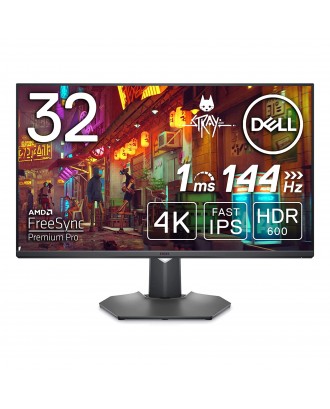 32
STRAY
DELL
1ms 144Hz
AMD
FreeSync
Premium Pro
4K
FAST
IPS
HDR
600